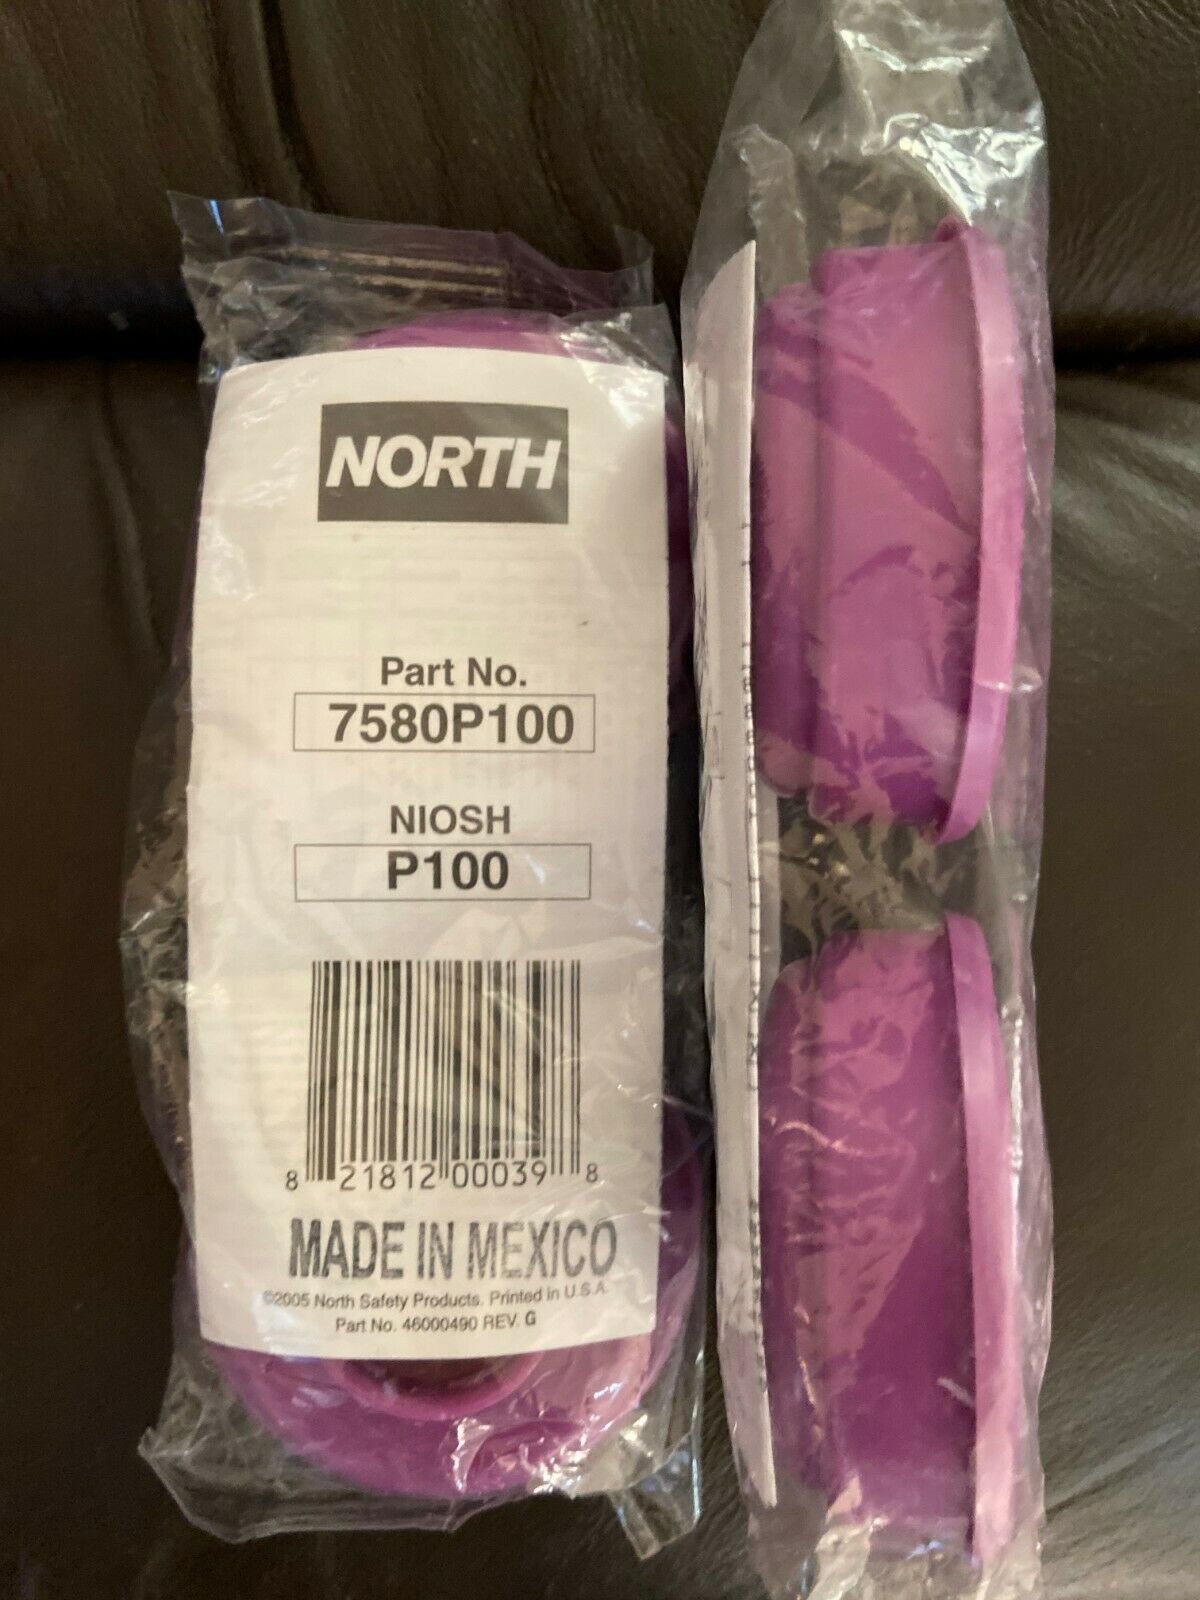 NORTH
Part No.
7580P100
NIOSH
P100
8 21812 00039 8
MADE IN MEXICO
©2005 North Safety Products. Printed in U.S.A.
Part No. 46000490 REV. G